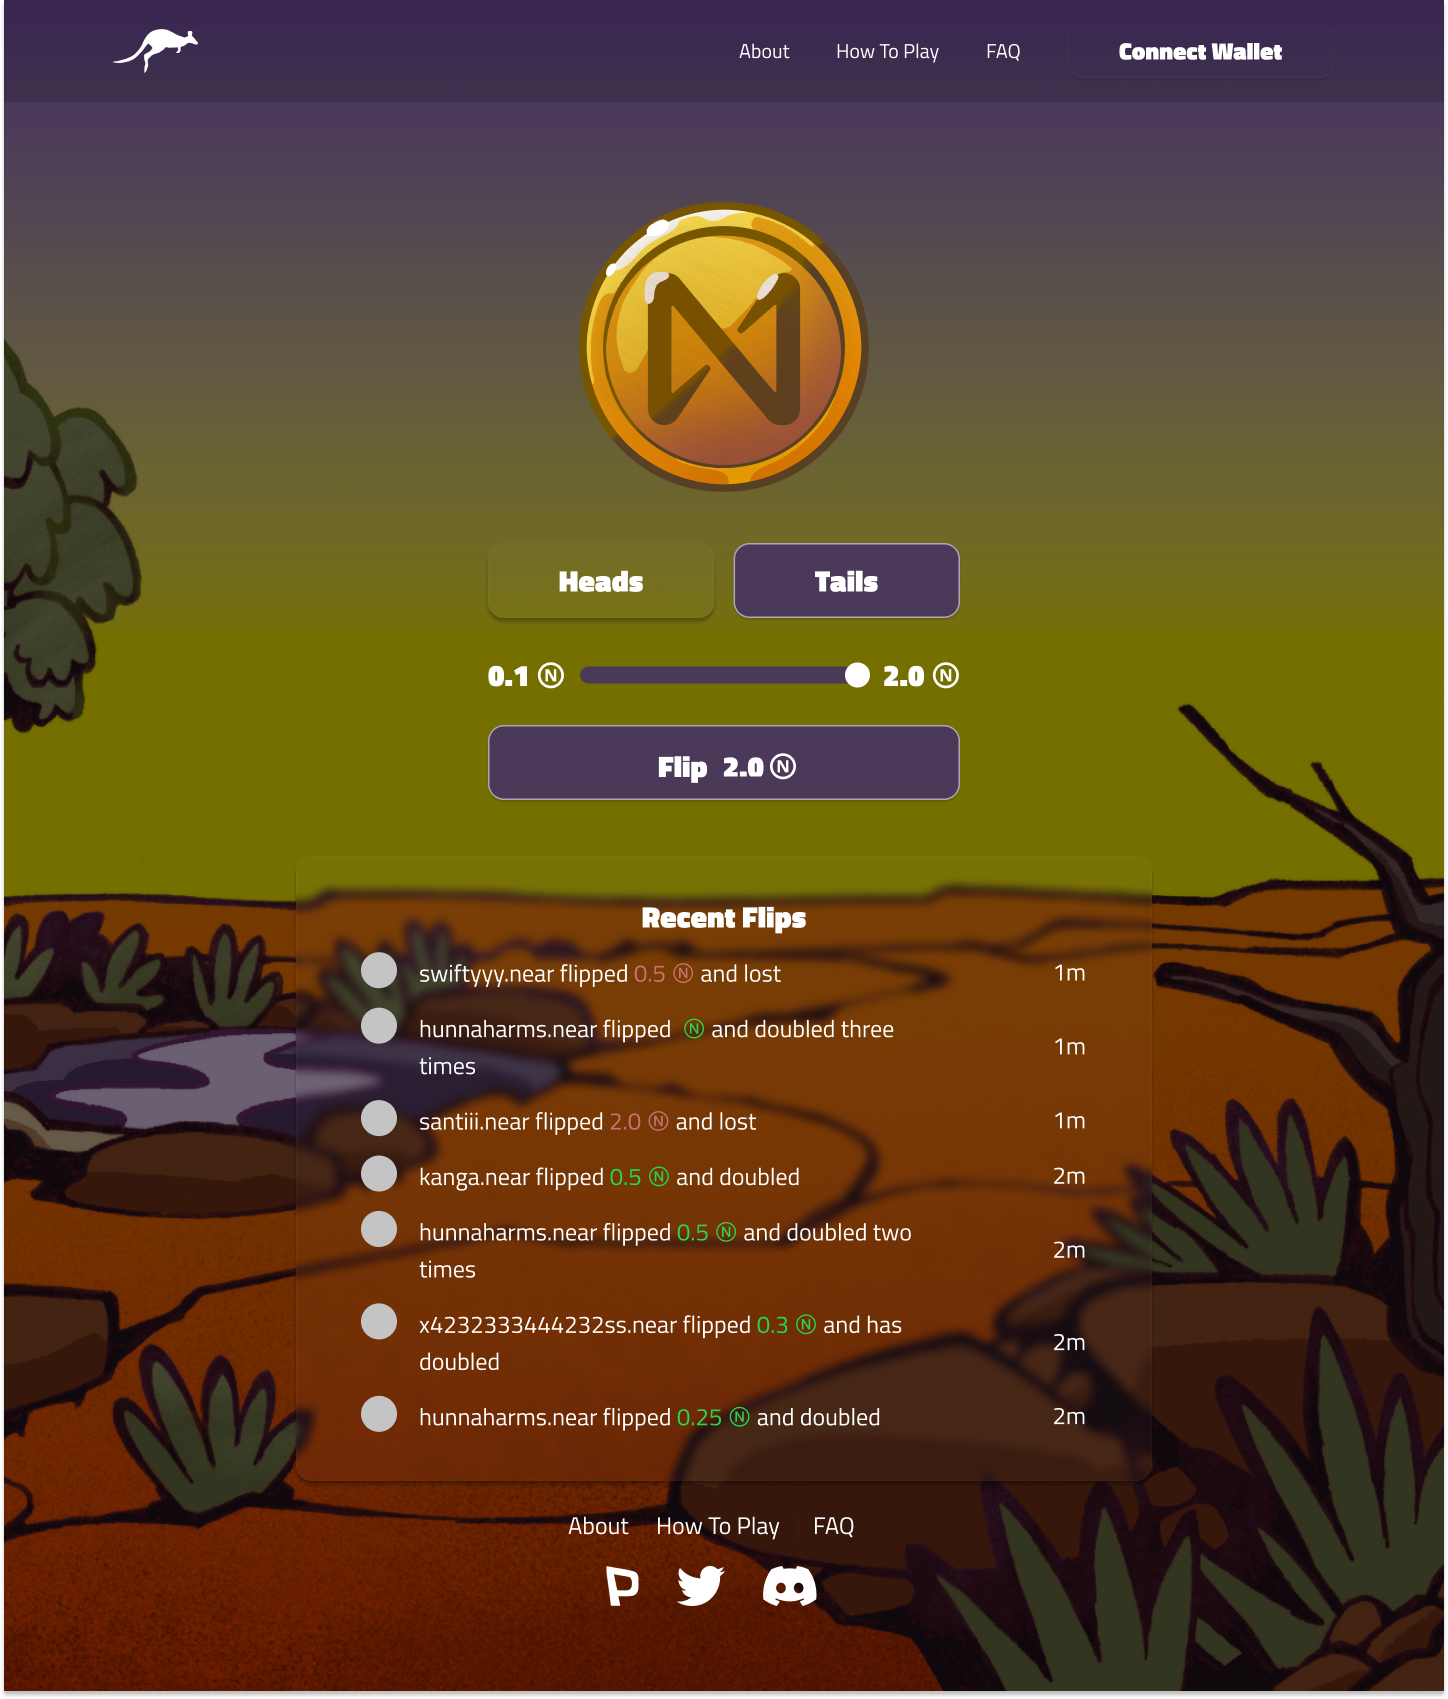 About How To Play FAQ Connect Wallet
Heads Tails
0.1 N 2.0 N
Flip 2.0 N
Recent Flips
swiftyyy.near flipped 0.5 N and lost 1m
hunnaharms.near flipped N and doubled three
times 1m
santiii.near flipped 2.0 N and lost 1m
kanga.near flipped 0.5 N and doubled 2m
hunnaharms.near flipped 0.5 N and doubled two
times 2m
x4232333444232ss.near flipped 0.3 N and has
doubled 2m
hunnaharms.near flipped 0.25 N and doubled 2m
About How To Play FAQ